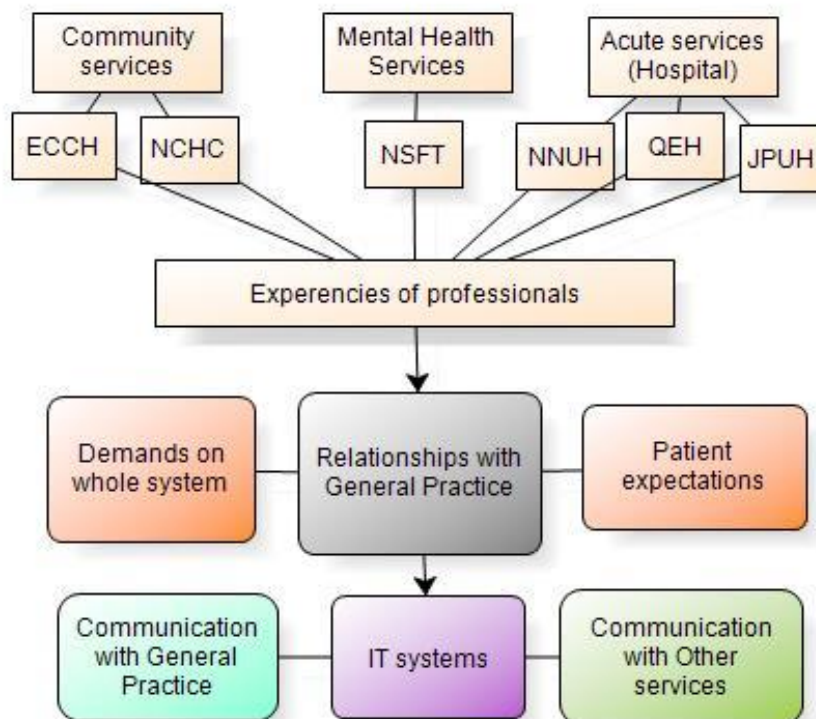 Community
services
Mental Health
Services
Acute services
(Hospital)
ECCH
NCHC
NSFT
NNUH
QEH
JPUH
Experencies of professionals
Demands on
whole system
Relationships with
General Practice
Patient
expectations
Communication
with General
Practice
IT systems
Communication
with Other
services